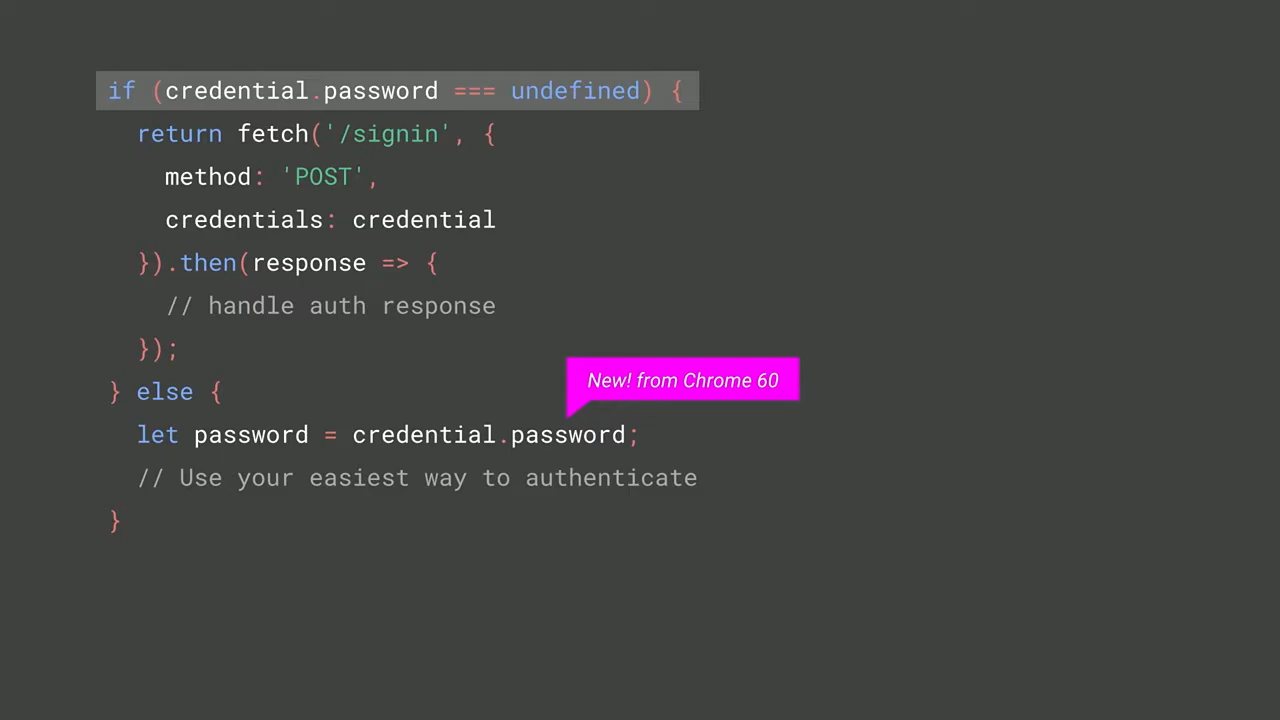 if (credential.password === undefined) {
  return fetch('/signin', {
    method: 'POST',
    credentials: credential
  }).then(response => {
    // handle auth response
  });
} else {
New! from Chrome 60
  let password = credential.password;
  // Use your easiest way to authenticate
}